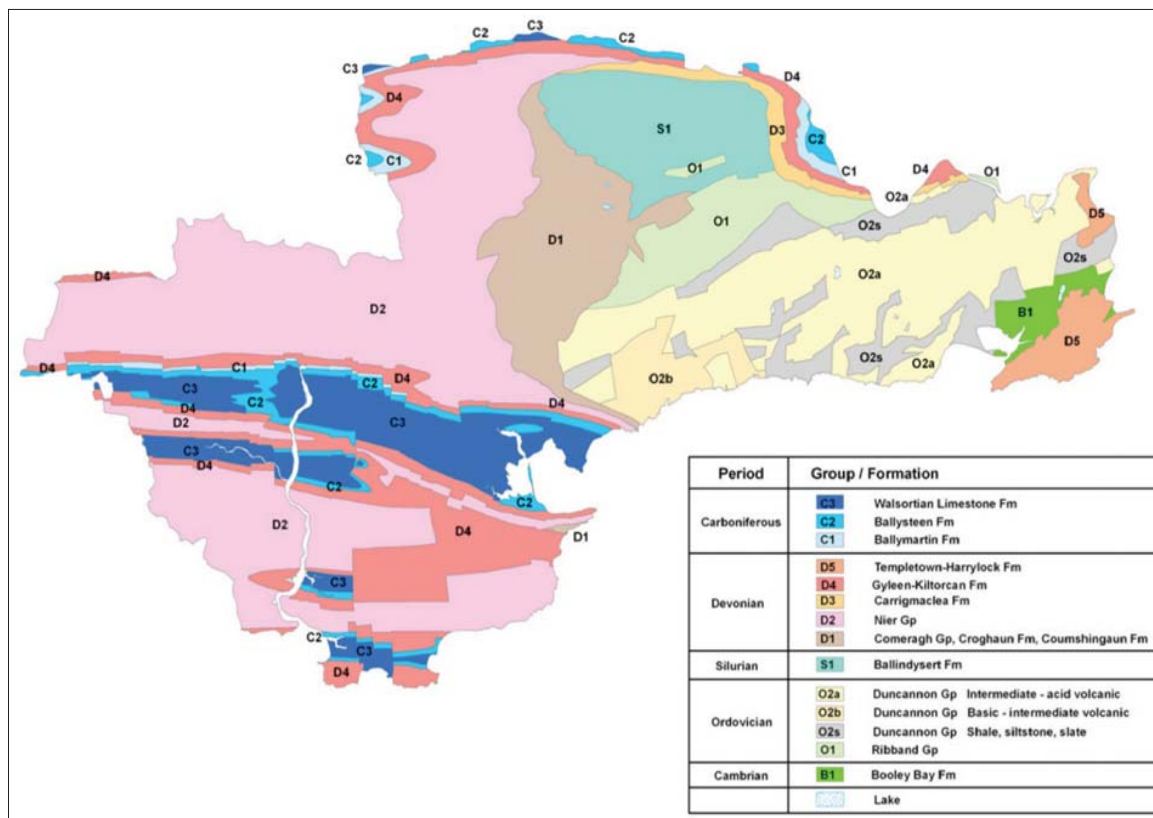 C3
C2
C2
C3
D4
D4
C2
D3
S1
C2
C1
O1
C1
D4
O1
O2a
O1
D5
O2s
D1
O2s
O2a
D4
D2
B1
D5
D4
C1
D4
O2s
O2a
C2
O2b
C3
C2
D4
D4
D2
C3
C3
D4
C2
C2
D2
D4
D1
C3
C2
C3
D4
Period Group / Formation
Carboniferous
C3 Walsortian Limestone Fm
C2 Ballysteen Fm
C1 Ballymartin Fm
Devonian
D5 Templetown-Harrylock Fm
D4 Gyleen-Kiltorcan Fm
D3 Carrigmaclea Fm
D2 Nier Gp
D1 Comeragh Gp, Croghaun Fm, Coumshingaun Fm
Silurian
S1 Ballindysert Fm
Ordovician
O2a Duncannon Gp Intermediate - acid volcanic
O2b Duncannon Gp Basic - intermediate volcanic
O2s Duncannon Gp Shale, siltstone, slate
O1 Ribband Gp
Cambrian
B1 Booley Bay Fm
Lake